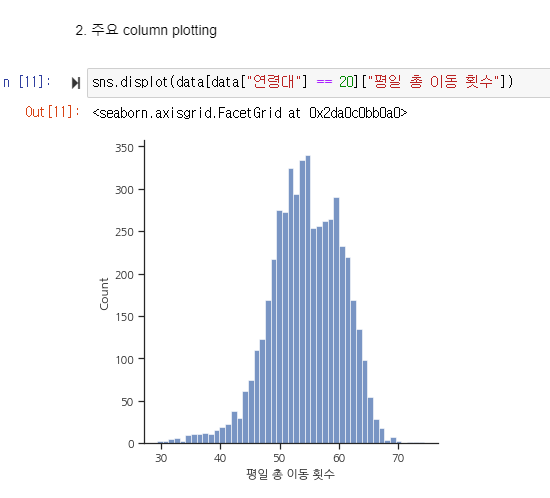 2. 주요 column plotting
n [11]:
sns.displot(data[data["연령대"] == 20]["평일 총 이동 횟수"])
Out[11]:
<seaborn.axisgrid.FacetGrid at 0x2da0c0bb0a0>
350
300
250
200
150
100
50
0
Count
30 40 50 60 70
평일 총 이동 횟수